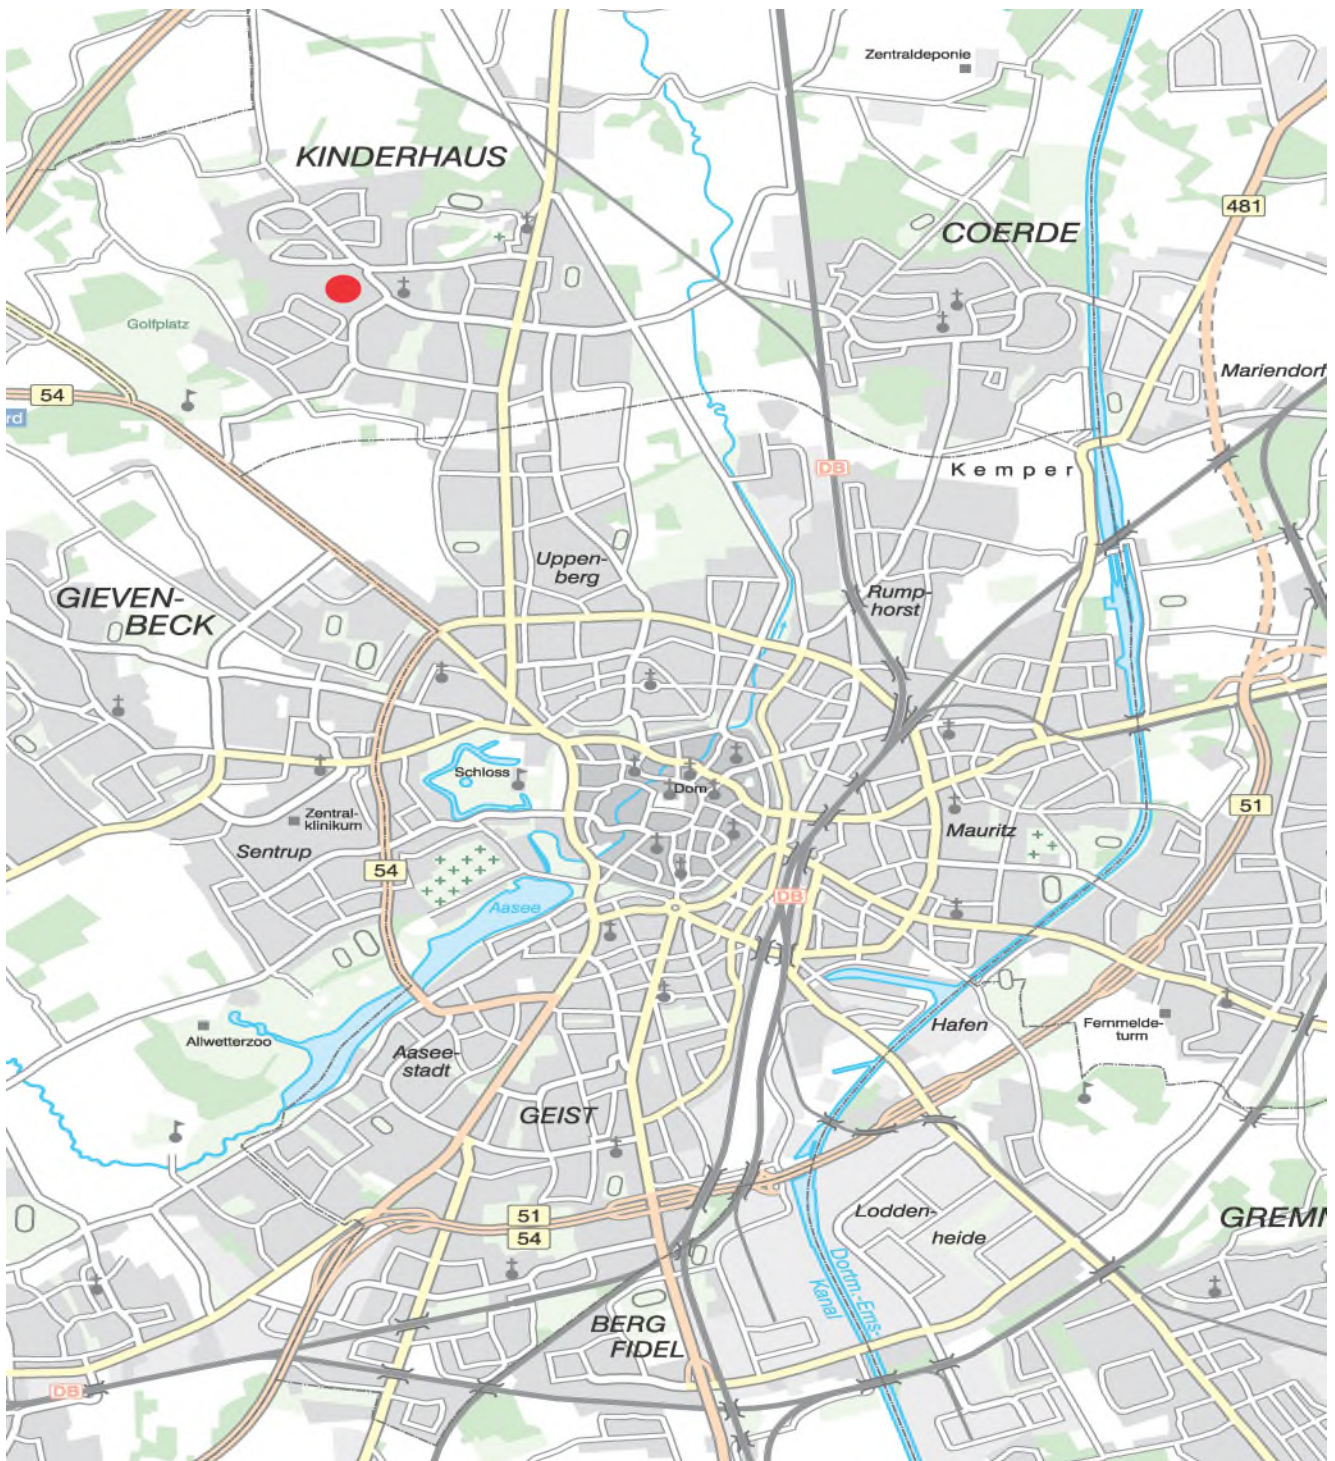 Zentraldeponie
KINDERHAUS
481
COERDE
Golfplatz
54
rd
Mariendorf
DB
Kemper
Uppen-
berg
GIEVEN-
BECK
Rump-
horst
Schloss
Dom
Zentral-
klinikum
Sentrup
51
Mauritz
54
DB
Aasee
Hafen
Fernmelde-
turm
Allwetterzoo
Aasee-
stadt
GEIST
51
54
Lodden-
heide
GREMM
Dortm.-Ems-
Kanal
BERG
FIDEL
DB